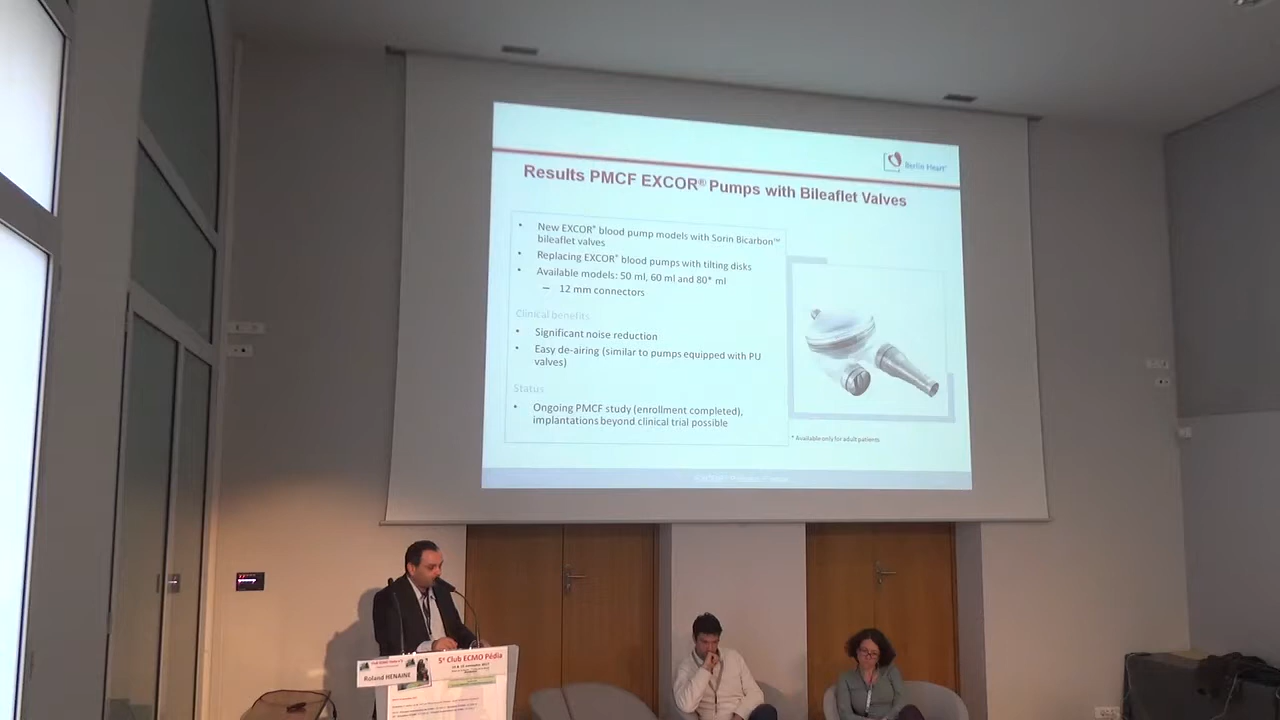 Berlin Heart
Results PMCF EXCOR® Pumps with Bileaflet Valves
• New EXCOR® blood pump models with Sorin Bicarbon™
bileaflet valves
• Replacing EXCOR® blood pumps with tilting disks
• Available models: 50 ml, 60 ml and 80* ml
– 12 mm connectors
Clinical benefits
• Significant noise reduction
• Easy de-airing (similar to pumps equipped with PU
valves)
Status
• Ongoing PMCF study (enrollment completed),
implantations beyond clinical trial possible
* Available only for adult patients
5e Club ECMO Pédia
Roland HENAINE